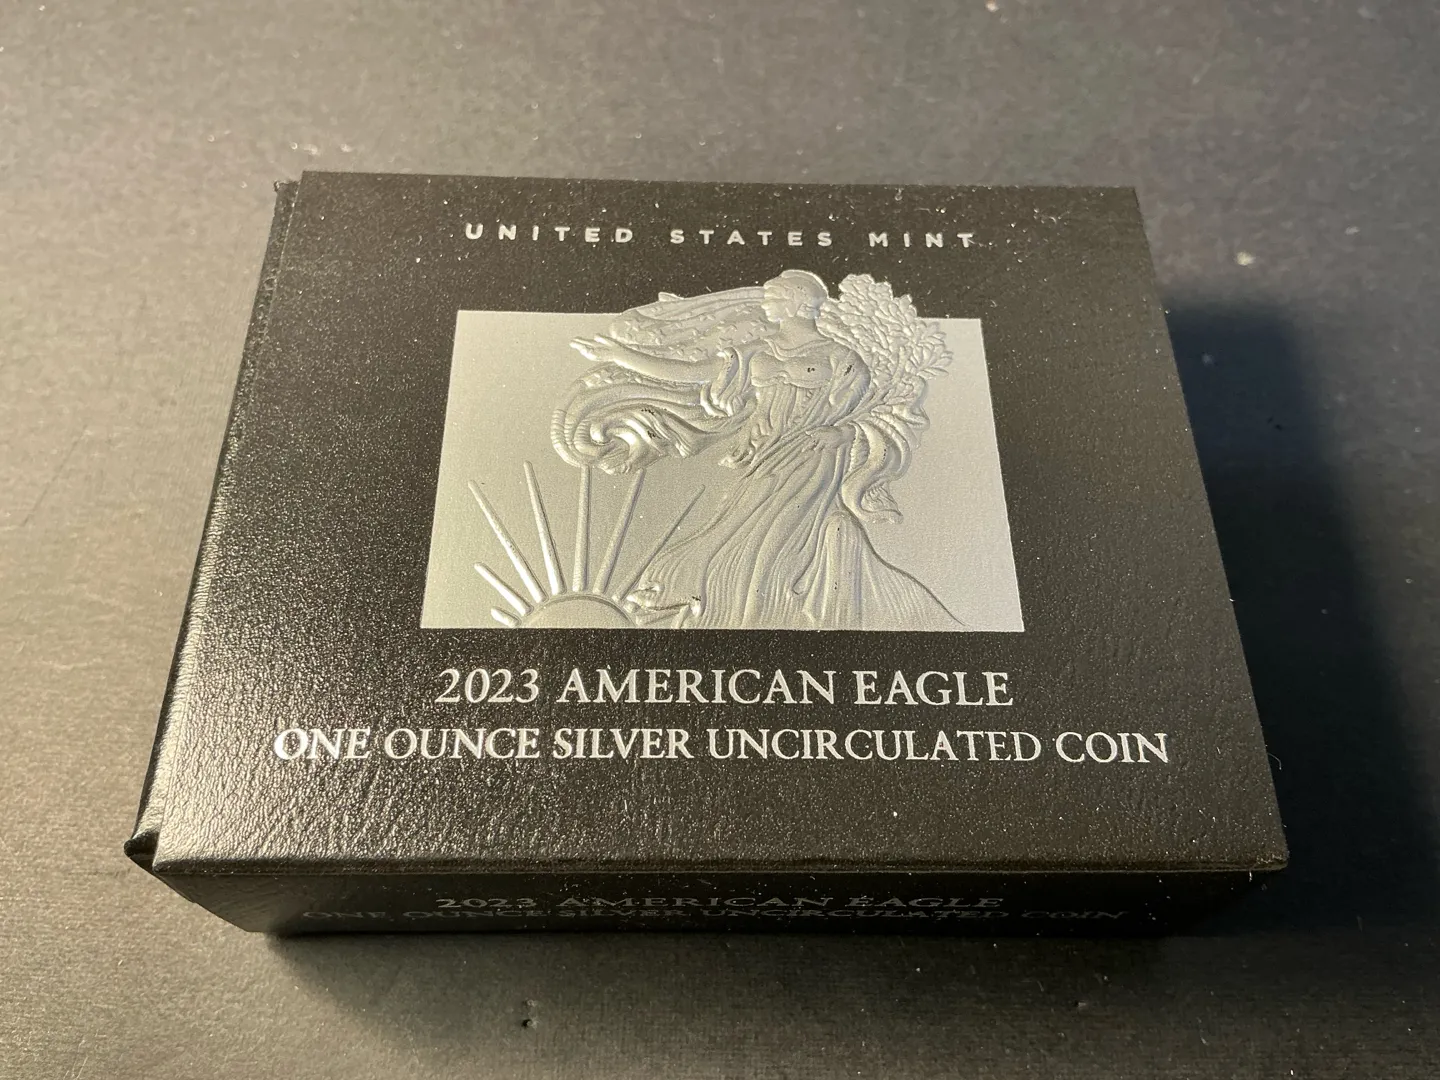 UNITED STATES MINT
2023 AMERICAN EAGLE
ONE OUNCE SILVER UNCIRCULATED COIN
2023 AMERICAN EAGLE
ONE OUNCE SILVER UNCIRCULATED COIN